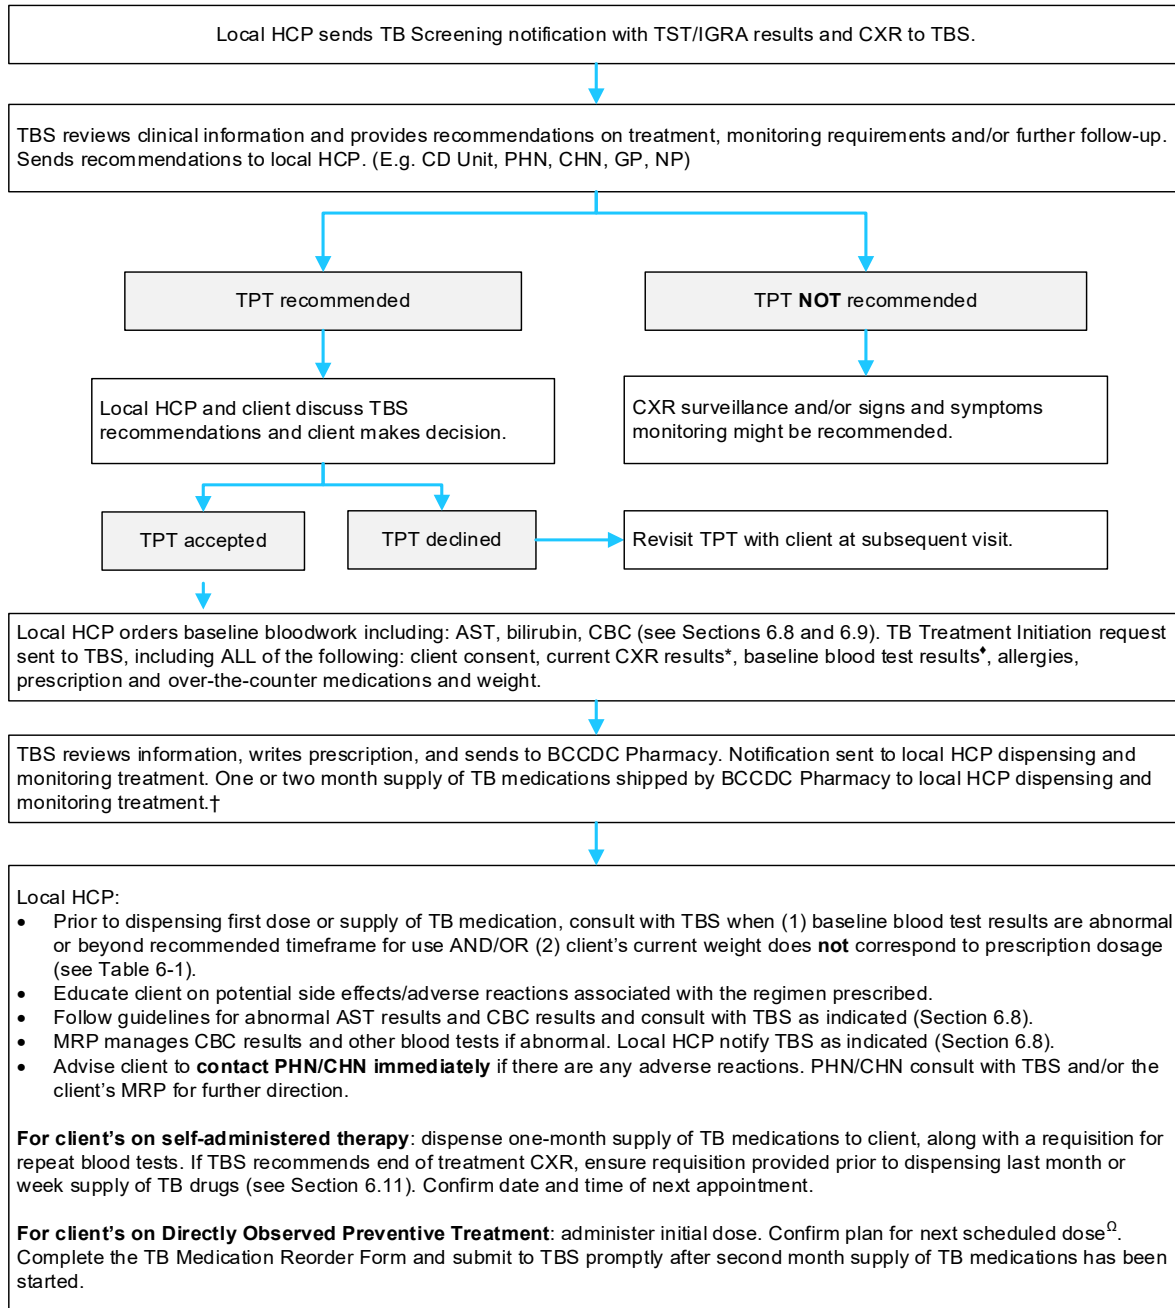 Local HCP sends TB Screening notification with TST/IGRA results and CXR to TBS.
TBS reviews clinical information and provides recommendations on treatment, monitoring requirements and/or further follow-up.
Sends recommendations to local HCP. (E.g. CD Unit, PHN, CHN, GP, NP)
TPT recommended
TPT NOT recommended
Local HCP and client discuss TBS
recommendations and client makes decision.
CXR surveillance and/or signs and symptoms
monitoring might be recommended.
TPT accepted
TPT declined
Revisit TPT with client at subsequent visit.
Local HCP orders baseline bloodwork including: AST, bilirubin, CBC (see Sections 6.8 and 6.9). TB Treatment Initiation request
sent to TBS, including ALL of the following: client consent, current CXR results*, baseline blood test results♦, allergies,
prescription and over-the-counter medications and weight.
TBS reviews information, writes prescription, and sends to BCCDC Pharmacy. Notification sent to local HCP dispensing and
monitoring treatment. One or two month supply of TB medications shipped by BCCDC Pharmacy to local HCP dispensing and
monitoring treatment.†
Local HCP:
• Prior to dispensing first dose or supply of TB medication, consult with TBS when (1) baseline blood test results are abnormal
or beyond recommended timeframe for use AND/OR (2) client's current weight does not correspond to prescription dosage
(see Table 6-1).
• Educate client on potential side effects/adverse reactions associated with the regimen prescribed.
• Follow guidelines for abnormal AST results and CBC results and consult with TBS as indicated (Section 6.8).
• MRP manages CBC results and other blood tests if abnormal. Local HCP notify TBS as indicated (Section 6.8).
• Advise client to contact PHN/CHN immediately if there are any adverse reactions. PHN/CHN consult with TBS and/or the
client's MRP for further direction.
For client's on self-administered therapy: dispense one-month supply of TB medications to client, along with a requisition for
repeat blood tests. If TBS recommends end of treatment CXR, ensure requisition provided prior to dispensing last month or
week supply of TB drugs (see Section 6.11). Confirm date and time of next appointment.
For client's on Directly Observed Preventive Treatment: administer initial dose. Confirm plan for next scheduled doseΩ.
Complete the TB Medication Reorder Form and submit to TBS promptly after second month supply of TB medications has been
started.